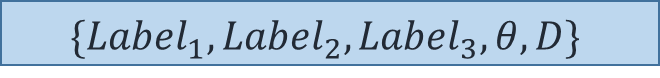 {Label₁, Label₂, Label₃, θ, D}